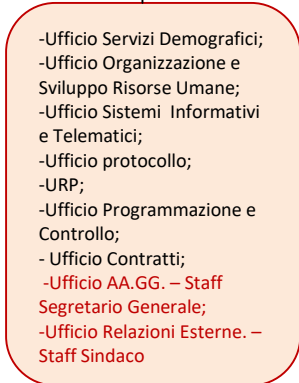 -Ufficio Servizi Demografici;
-Ufficio Organizzazione e
Sviluppo Risorse Umane;
-Ufficio Sistemi  Informativi
e Telematici;
-Ufficio protocollo;
-URP;
-Ufficio Programmazione e
Controllo;
- Ufficio Contratti;
-Ufficio AA.GG. – Staff
Segretario Generale;
-Ufficio Relazioni Esterne. –
Staff Sindaco